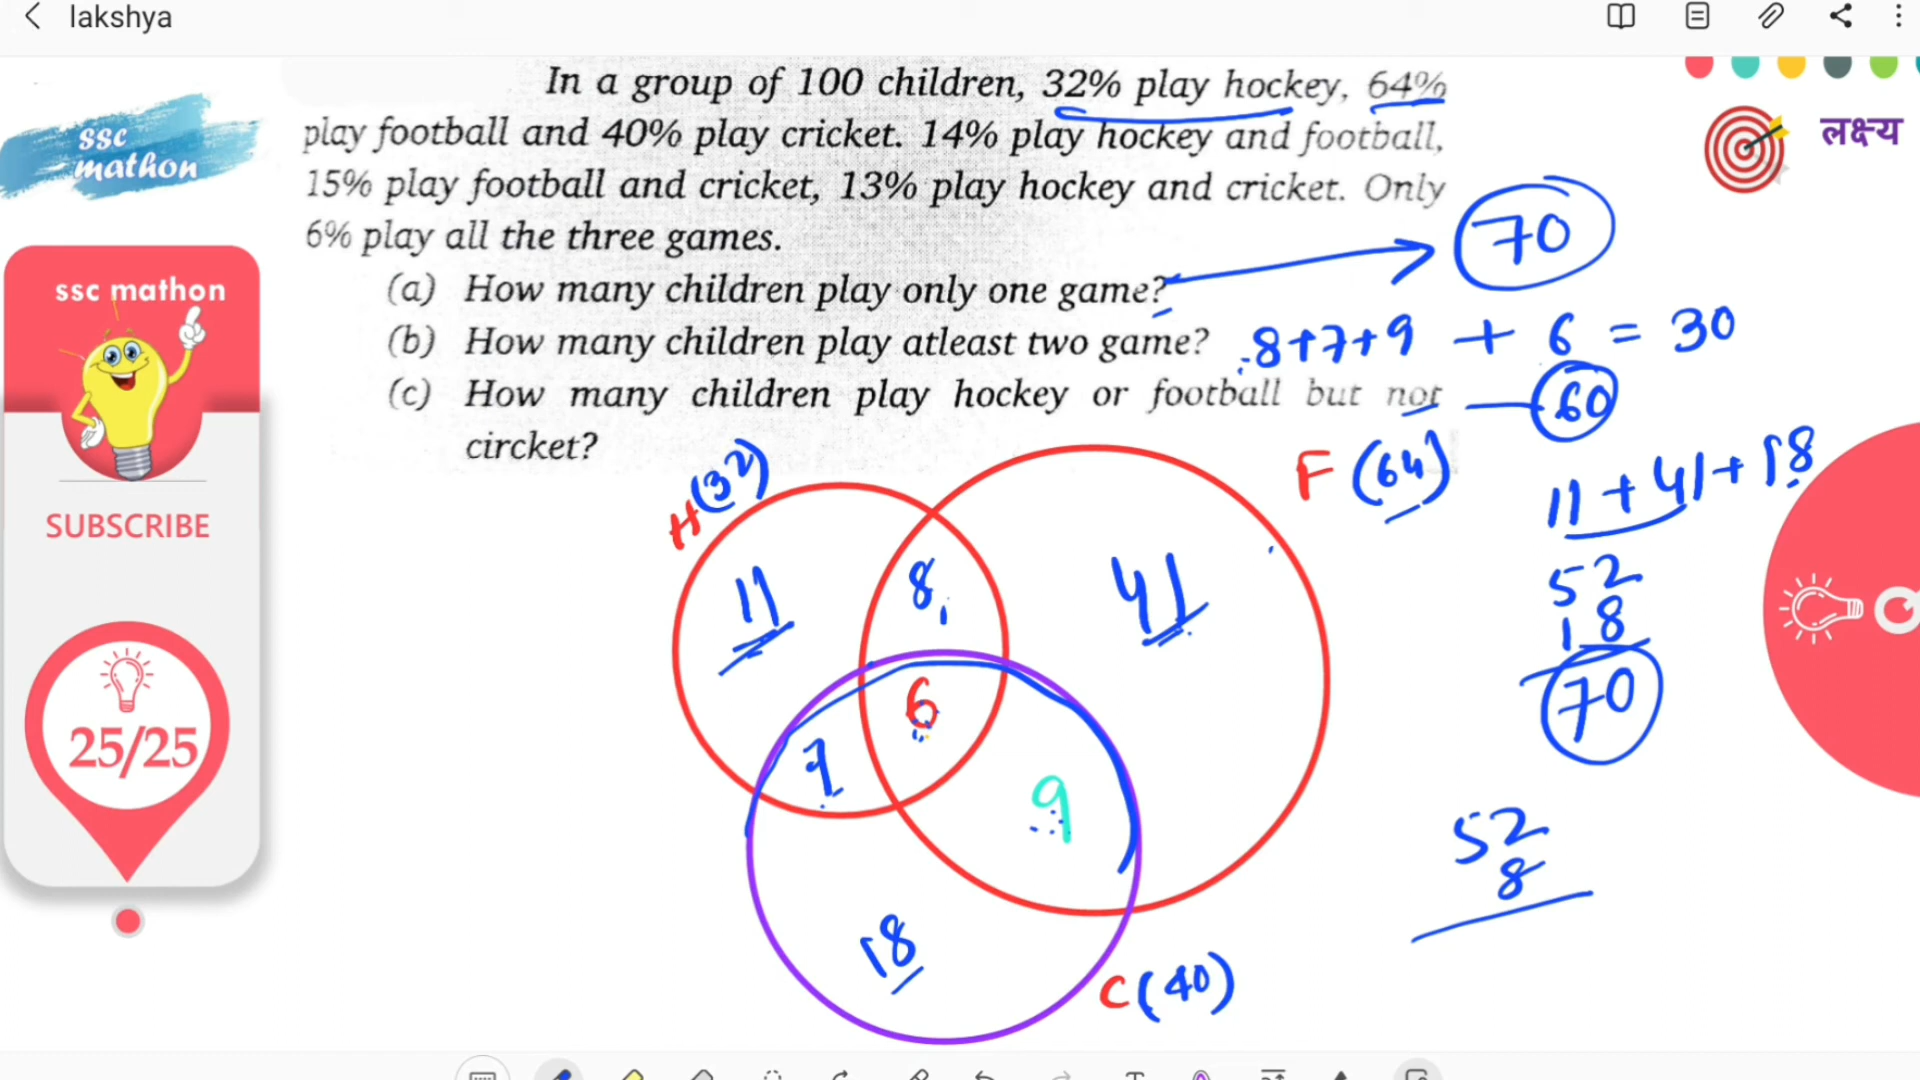 lakshya
In a group of 100 children, 32% play hockey, 64%
play football and 40% play cricket. 14% play hockey and football,
15% play football and cricket, 13% play hockey and cricket. Only
6% play all the three games.
(a) How many children play only one game?
70
(b) How many children play atleast two game? 8+7+9 + 6 = 30
(c) How many children play hockey or football but not
60
circket?
ssc
mathon
ssc mathon
SUBSCRIBE
25/25
लक्ष्य
H(32)
F (64)
11
8
41
6
7
9
18
C(40)
11 + 41 + 18
52
18
70
52
8